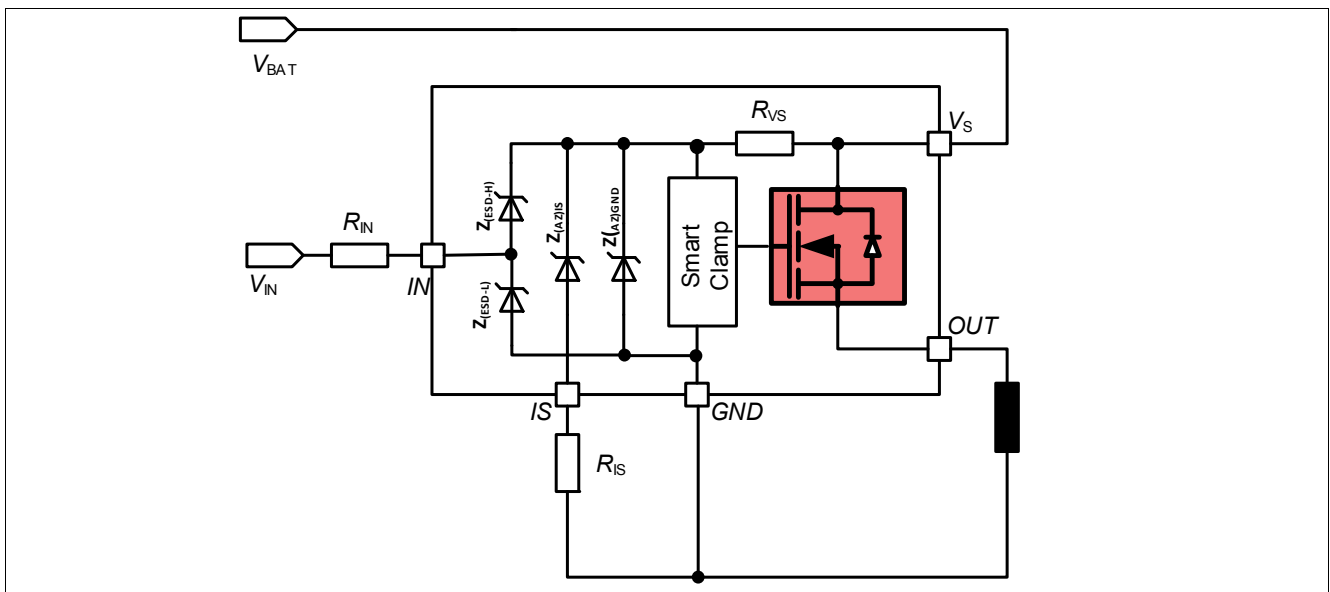 VBAT
RVS
VS
Z(ESD-H)
Z(AZ)IS
Z(AZ)GND
Smart
Clamp
RIN
VIN
IN
Z(ESD-L)
OUT
IS
GND
RIS